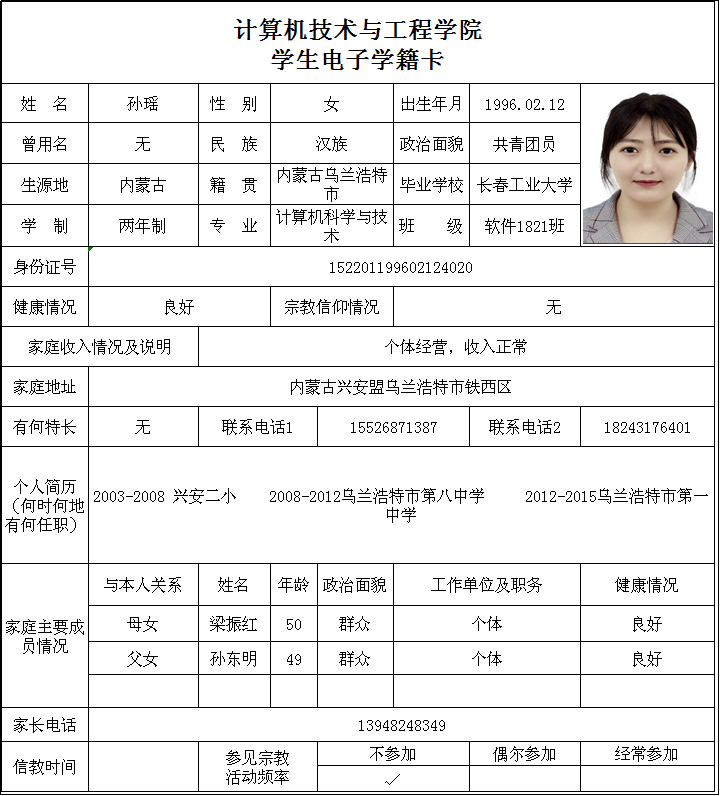 计算机技术与工程学院
学生电子学籍卡
姓 名 孙瑶 性 别 女 出生年月 1996.02.12
曾用名 无 民 族 汉族 政治面貌 共青团员
生源地 内蒙古 籍 贯 内蒙古乌兰浩特市 毕业学校 长春工业大学
学 制 两年制 专 业 计算机科学与技术 班 级 软件1821班
身份证号 152201199602124020
健康情况 良好 宗教信仰情况 无
家庭收入情况及说明 个体经营，收入正常
家庭地址 内蒙古兴安盟乌兰浩特市铁西区
有何特长 无 联系电话1 15526871387 联系电话2 18243176401
个人简历
（何时何地
有何任职）
2003-2008 兴安二小 2008-2012乌兰浩特市第八中学 2012-2015乌兰浩特市第一
中学
家庭主要成
员情况
与本人关系 姓名 年龄 政治面貌 工作单位及职务 健康情况
母女 梁振红 50 群众 个体 良好
父女 孙东明 49 群众 个体 良好
家长电话 13948248349
信教时间 参见宗教
活动频率
不参加 偶尔参加 经常参加
✓